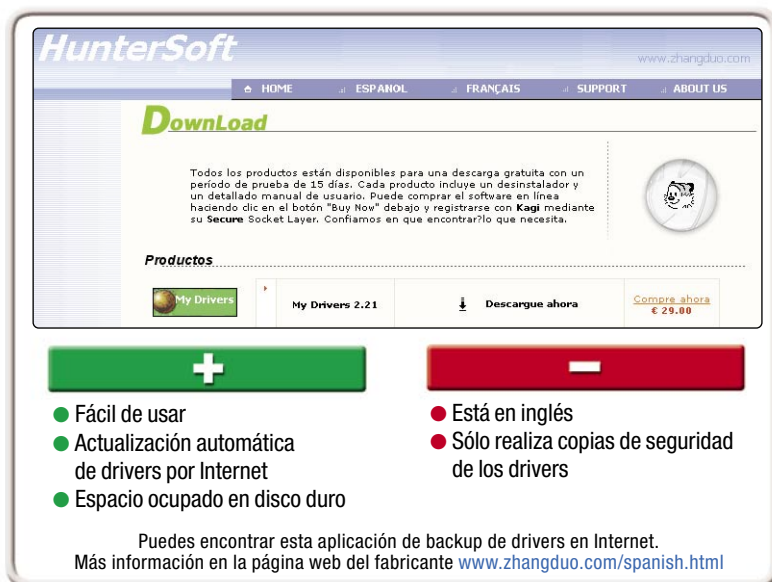 HunterSoft
www.zhangduo.com
HOME ESPANOL FRANÇAIS SUPPORT ABOUT US
DownLoad
Todos los productos están disponibles para una descarga gratuita con un
período de prueba de 15 días. Cada producto incluye un desinstalador y
un detallado manual de usuario. Puede comprar el software en línea
haciendo clic en el botón "Buy Now" debajo y registrarse con Kagi mediante
su Secure Socket Layer. Confiamos en que encontrar?lo que necesita.
Productos
My Drivers
My Drivers 2.21
Descargue ahora
Compre ahora
€ 29.00
+
Fácil de usar
Actualización automática
de drivers por Internet
Espacio ocupado en disco duro
−
Está en inglés
Sólo realiza copias de seguridad
de los drivers
Puedes encontrar esta aplicación de backup de drivers en Internet.
Más información en la página web del fabricante www.zhangduo.com/spanish.html